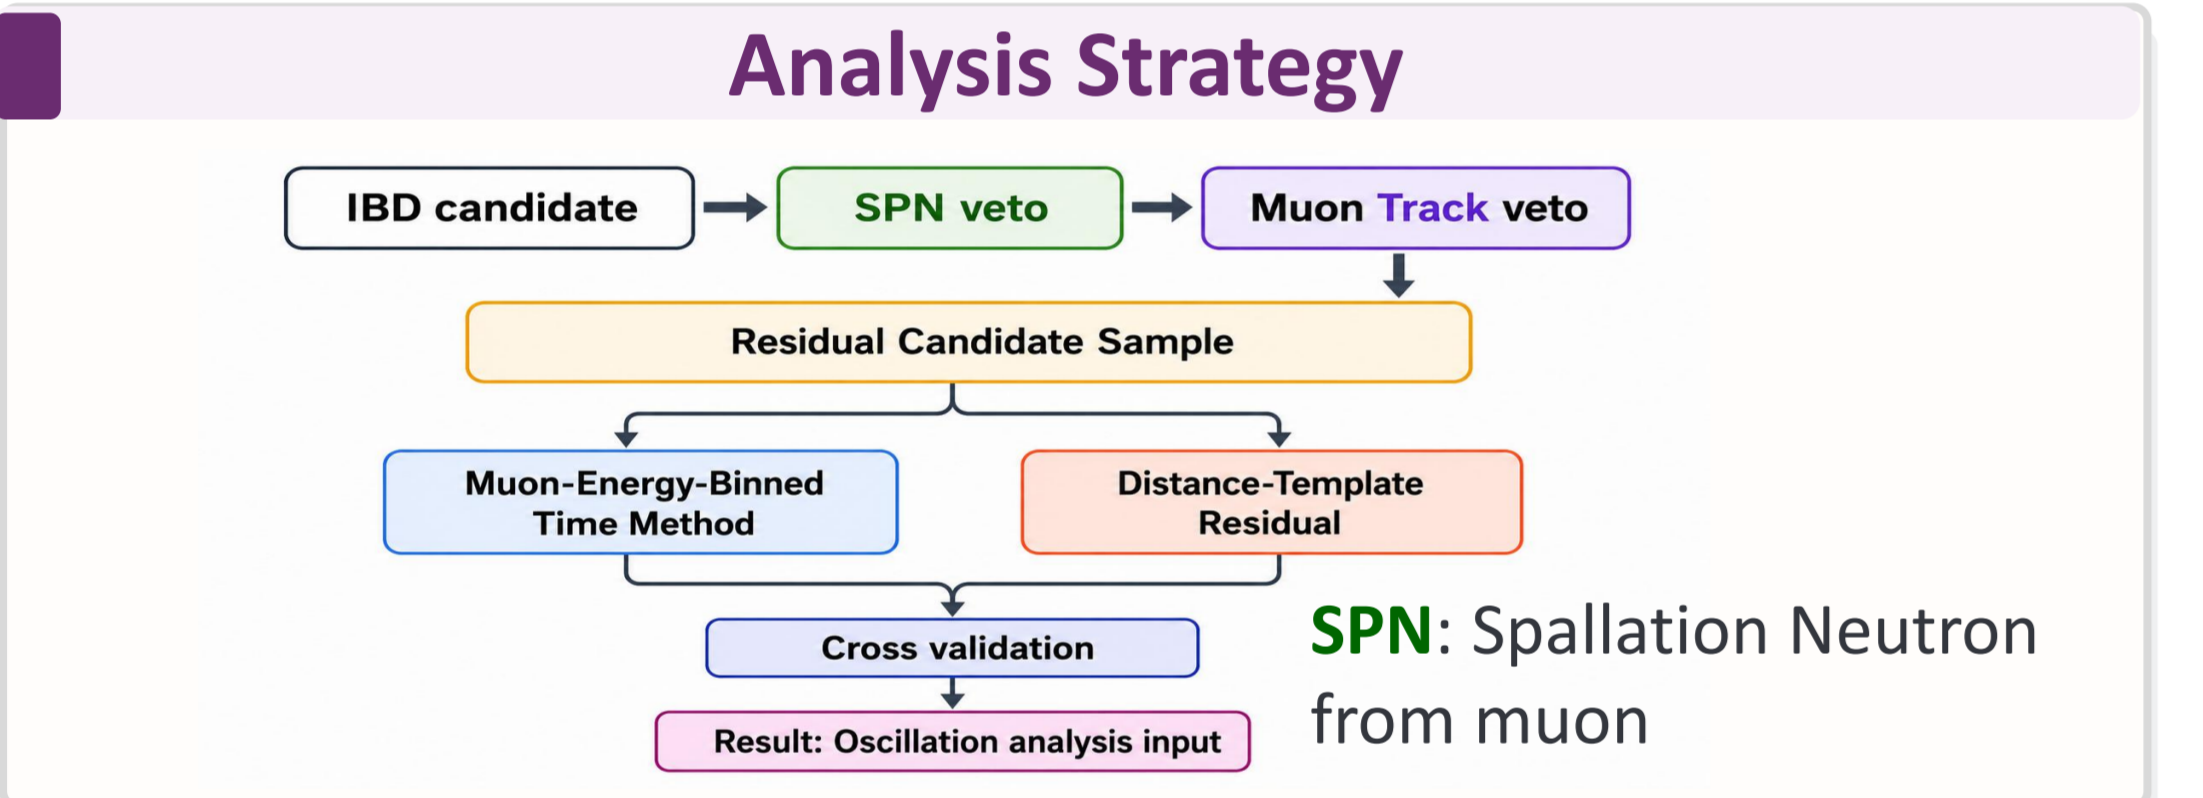 Analysis Strategy
IBD candidate
SPN veto
Muon Track veto
Residual Candidate Sample
Muon-Energy-Binned
Time Method
Distance-Template
Residual
Cross validation
Result: Oscillation analysis input
SPN: Spallation Neutron
from muon